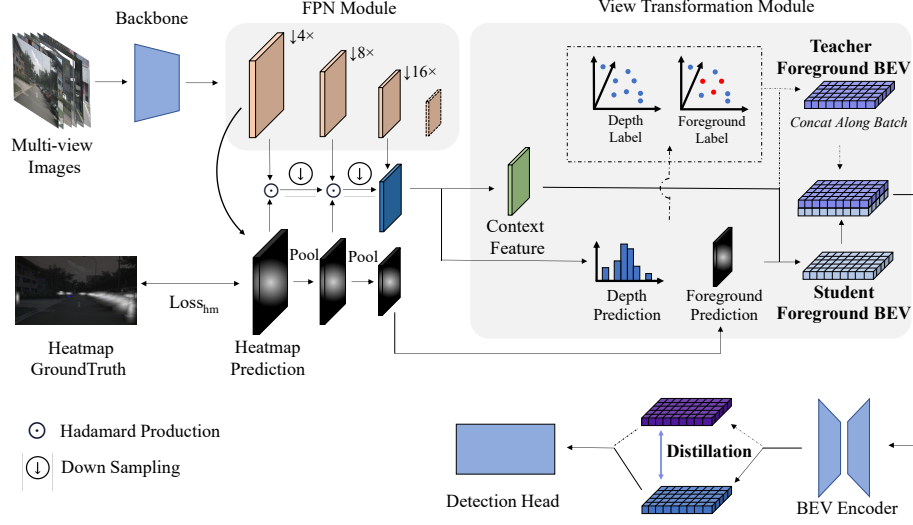 FPN Module
View Transformation Module
Backbone
↓4×
↓8×
↓16×
Multi-view
Images
Depth
Label
Foreground
Label
Teacher
Foreground BEV
Concat Along Batch
Context
Feature
Pool
Pool
Depth
Prediction
Foreground
Prediction
Student
Foreground BEV
Loss_hm
Heatmap
GroundTruth
Heatmap
Prediction
Hadamard Production
Down Sampling
Detection Head
Distillation
BEV Encoder